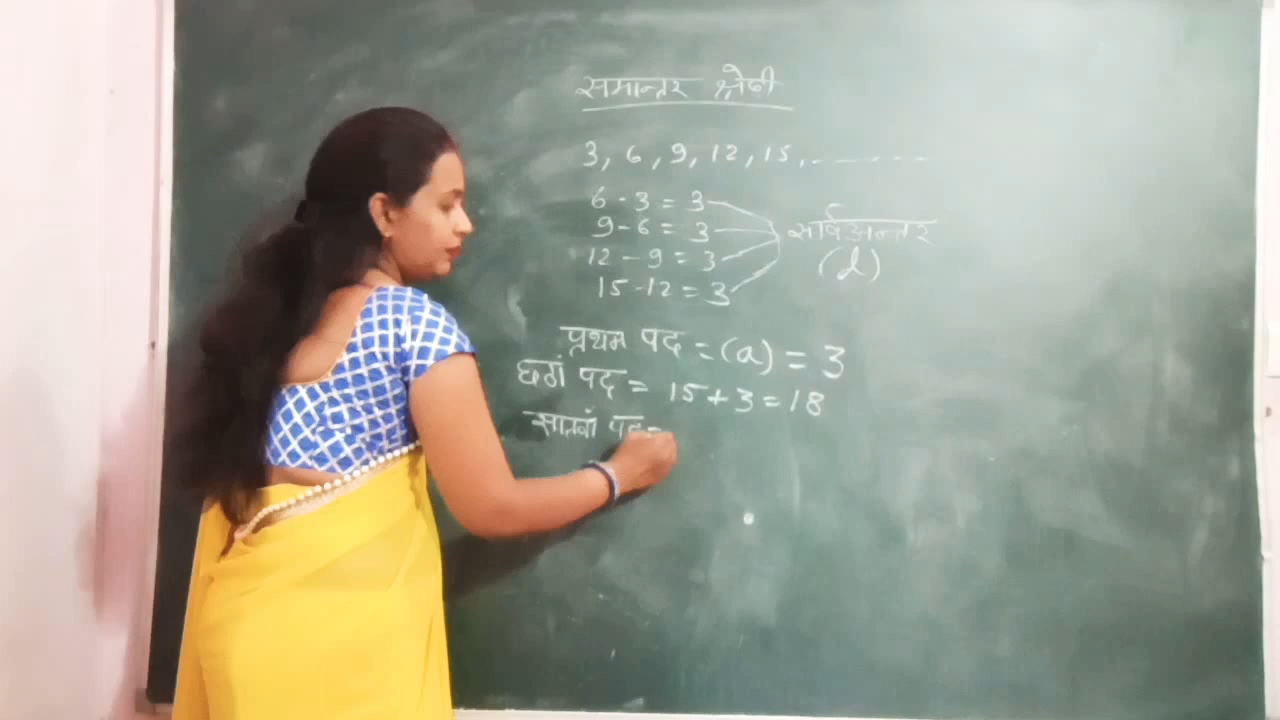 समान्तर श्रेढी
3, 6, 9, 12, 15, - - - - - -
6 - 3 = 3
9 - 6 = 3
12 - 9 = 3
15 - 12 = 3
सार्वअन्तर
(d)
प्रथम पद = (a) = 3
छठां पद = 15 + 3 = 18
सातवाँ पद =